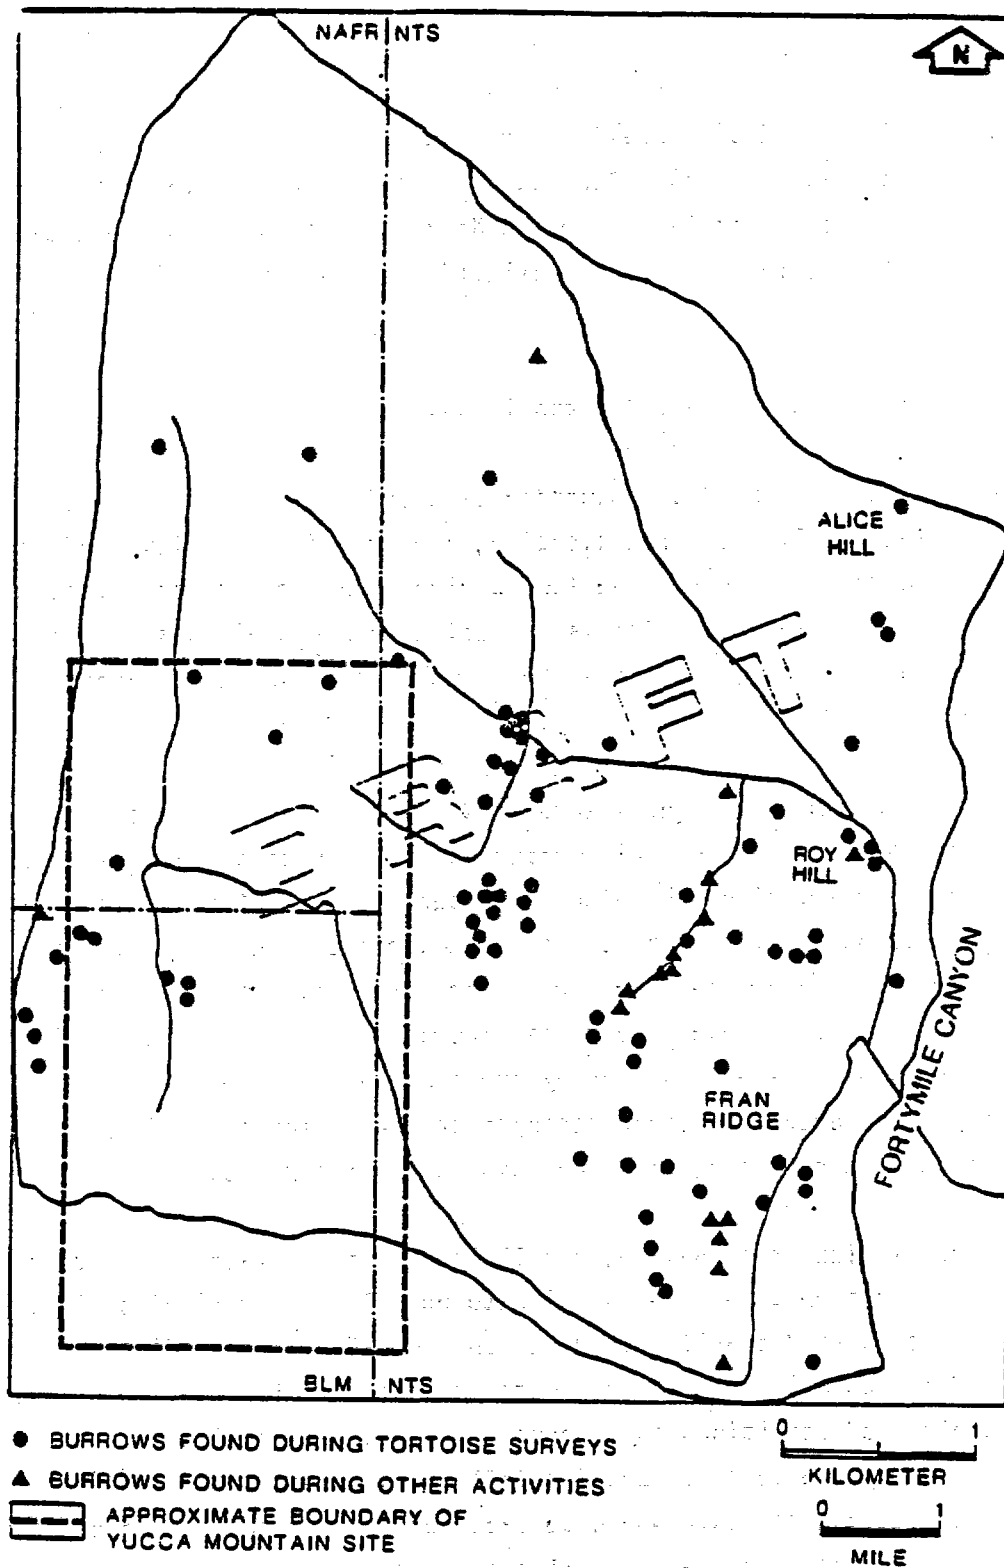 NAFR NTS
N
ALICE
HILL
ROY
HILL
FORTYMILE CANYON
FRAN
RIDGE
BLM NTS
BURROWS FOUND DURING TORTOISE SURVEYS
BURROWS FOUND DURING OTHER ACTIVITIES
APPROXIMATE BOUNDARY OF
YUCCA MOUNTAIN SITE
0 1
KILOMETER
0 1
MILE